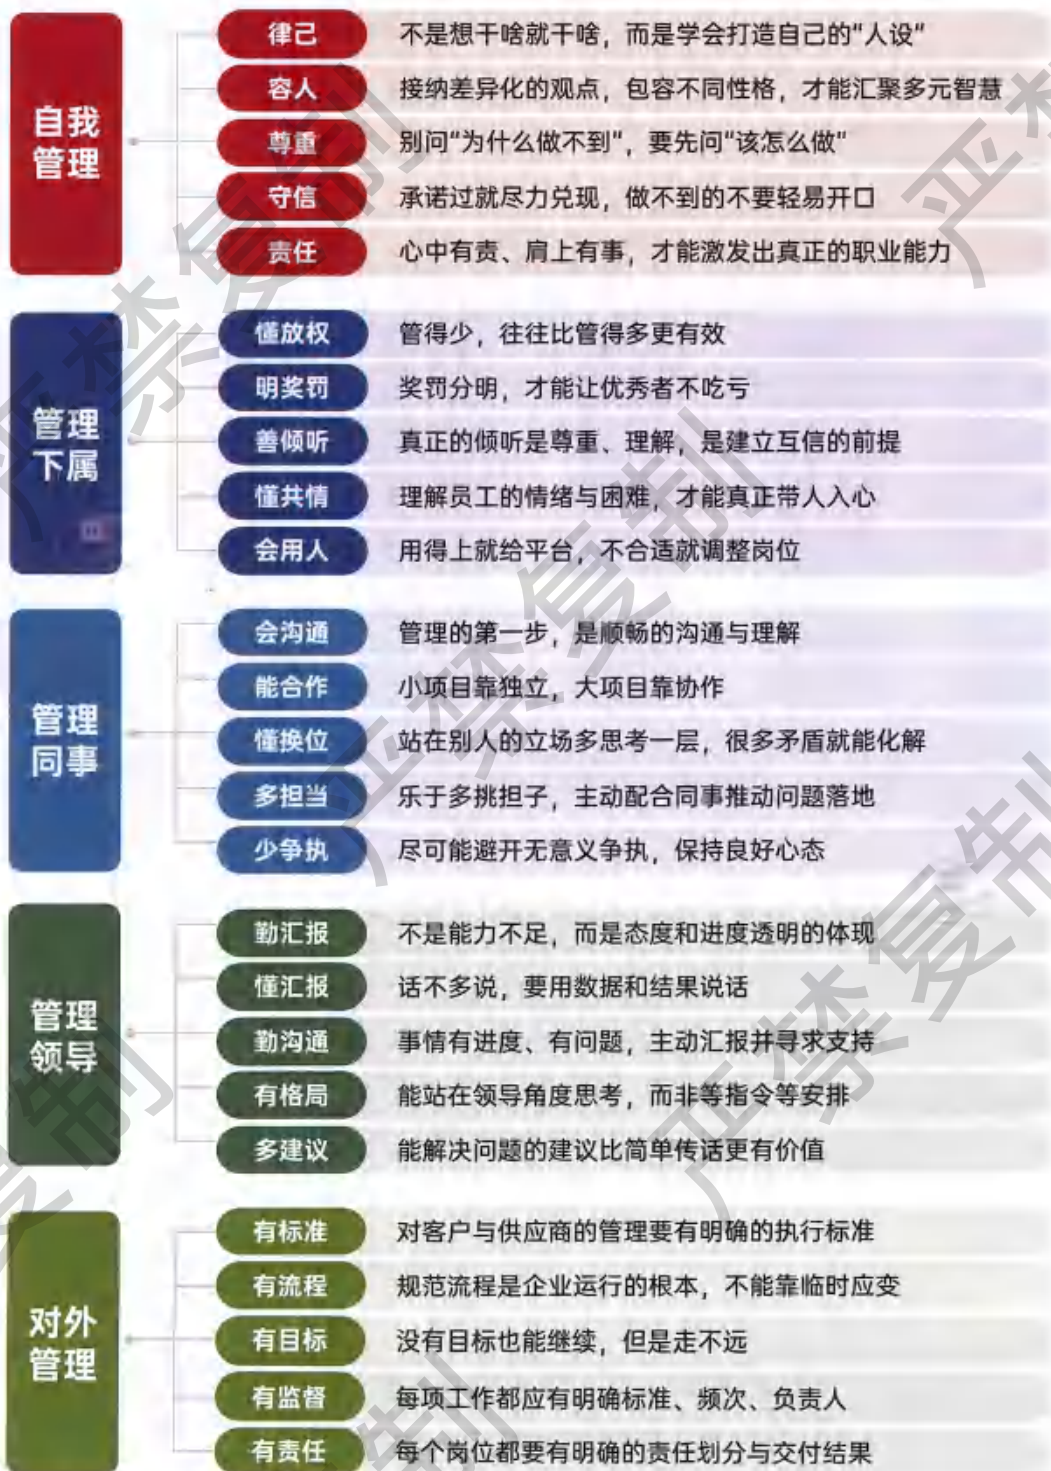 自我
管理
律己 不是想干啥就干啥，而是学会打造自己的“人设”
容人 接纳差异化的观点，包容不同性格，才能汇聚多元智慧
尊重 别问“为什么做不到”，要先问“该怎么做”
守信 承诺过就尽力兑现，做不到的不要轻易开口
责任 心中有责、肩上有事，才能激发出真正的职业能力
管理
下属
懂放权 管得少，往往比管得多更有效
明奖罚 奖罚分明，才能让优秀者不吃亏
善倾听 真正的倾听是尊重、理解，是建立互信的前提
懂共情 理解员工的情绪与困难，才能真正带人入心
会用人 用得上就给平台，不合适就调整岗位
管理
同事
会沟通 管理的第一步，是顺畅的沟通与理解
能合作 小项目靠独立，大项目靠协作
懂换位 站在别人的立场多思考一层，很多矛盾就能化解
多担当 乐于多挑担子，主动配合同事推动问题落地
少争执 尽可能避开无意义争执，保持良好心态
管理
领导
勤汇报 不是能力不足，而是态度和进度透明的体现
懂汇报 话不多说，要用数据和结果说话
勤沟通 事情有进度、有问题，主动汇报并寻求支持
有格局 能站在领导角度思考，而非等指令等安排
多建议 能解决问题的建议比简单传话更有价值
对外
管理
有标准 对客户与供应商的管理要有明确的执行标准
有流程 规范流程是企业运行的根本，不能靠临时应变
有目标 没有目标也能继续，但是走不远
有监督 每项工作都应有明确标准、频次、负责人
有责任 每个岗位都要有明确的责任划分与交付结果
严禁复制
严禁
严禁复制
严禁复制
复制
制